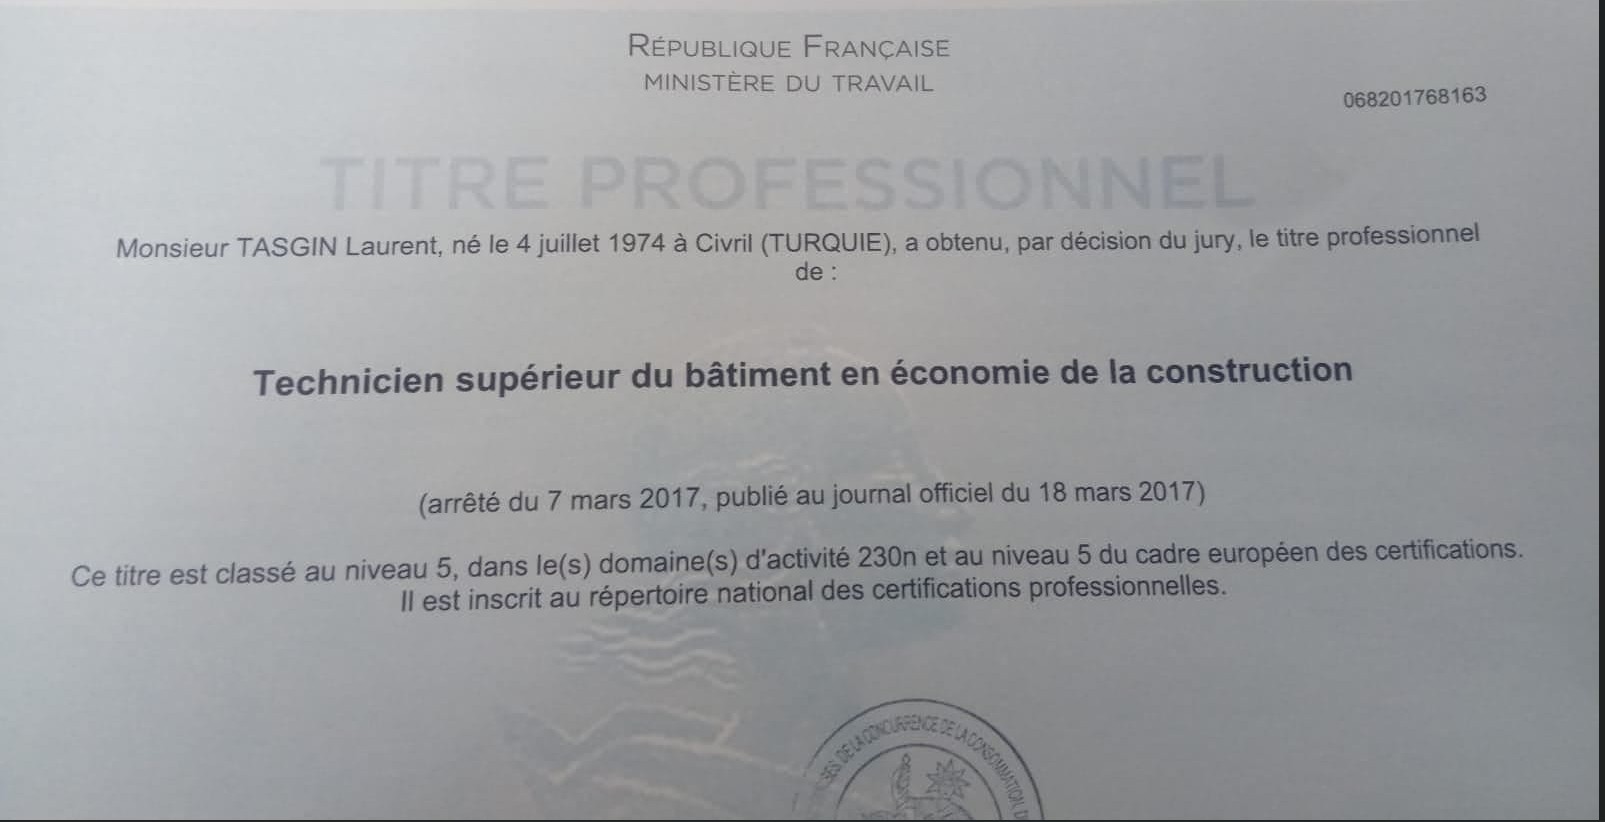 RÉPUBLIQUE FRANÇAISE
MINISTÈRE DU TRAVAIL
068201768163
TITRE PROFESSIONNEL
Monsieur TASGIN Laurent, né le 4 juillet 1974 à Civril (TURQUIE), a obtenu, par décision du jury, le titre professionnel
de :
Technicien supérieur du bâtiment en économie de la construction
(arrêté du 7 mars 2017, publié au journal officiel du 18 mars 2017)
Ce titre est classé au niveau 5, dans le(s) domaine(s) d'activité 230n et au niveau 5 du cadre européen des certifications.
Il est inscrit au répertoire national des certifications professionnelles.
DE LA CONCURRENCE DE LA CONSOMMATION